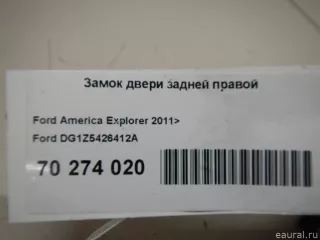 Замок двери задней правой
Ford America Explorer 2011>
Ford DG1Z5426412A
70 274 020
eaural.ru